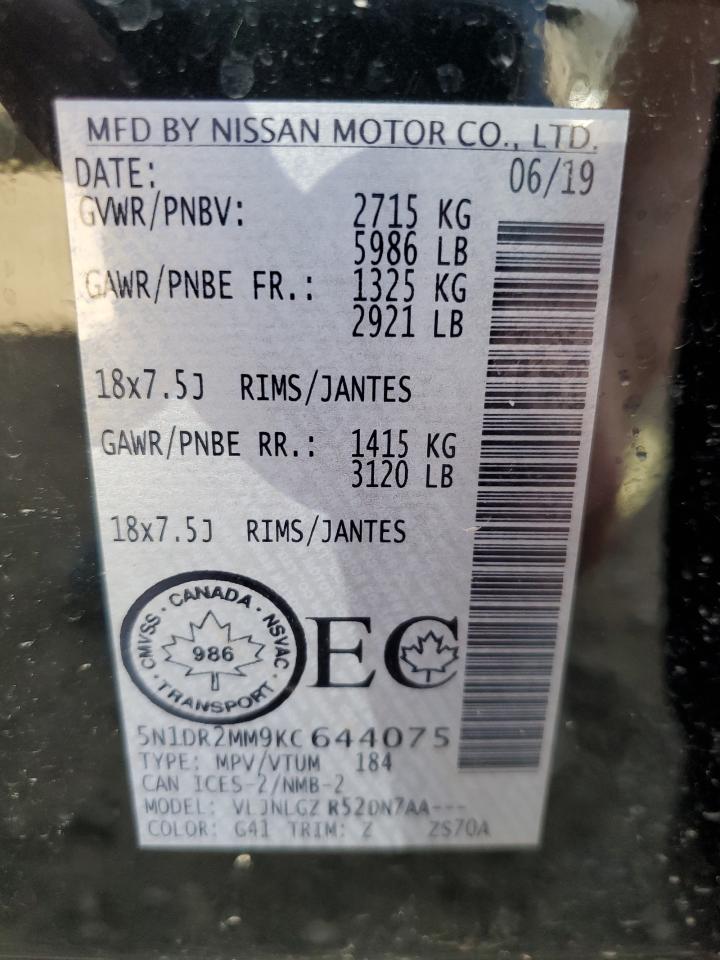 MFD BY NISSAN MOTOR CO., LTD.
DATE: 06/19
GVWR/PNBV: 2715 KG
5986 LB
GAWR/PNBE FR.: 1325 KG
2921 LB
18x7.5J RIMS/JANTES
GAWR/PNBE RR.: 1415 KG
3120 LB
18x7.5J RIMS/JANTES
CANADA · NSVAC · TRANSPORT · CMVSS ·
986
EC
5N1DR2MM9KC644075
TYPE: MPV/VTUM 184
CAN ICES-2/NMB-2
MODEL: VLJNLGZ R52DN7AA---
COLOR: G41 TRIM: Z ZS70A